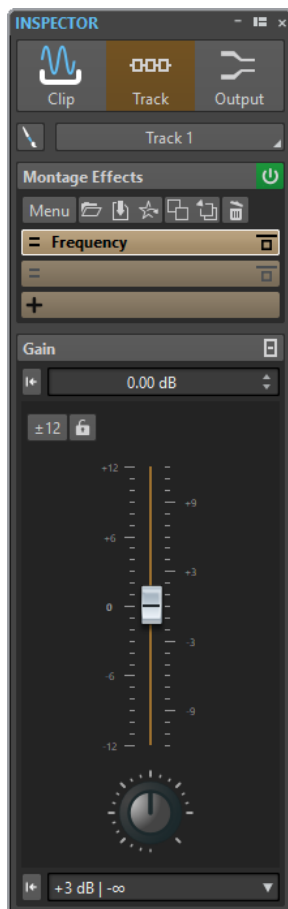 INSPECTOR
Clip Track Output
Track 1
Montage Effects
Menu
Frequency
Gain
0.00 dB
±12
+12
+9
+6
+3
0
-3
-6
-9
-12
+3 dB | -∞